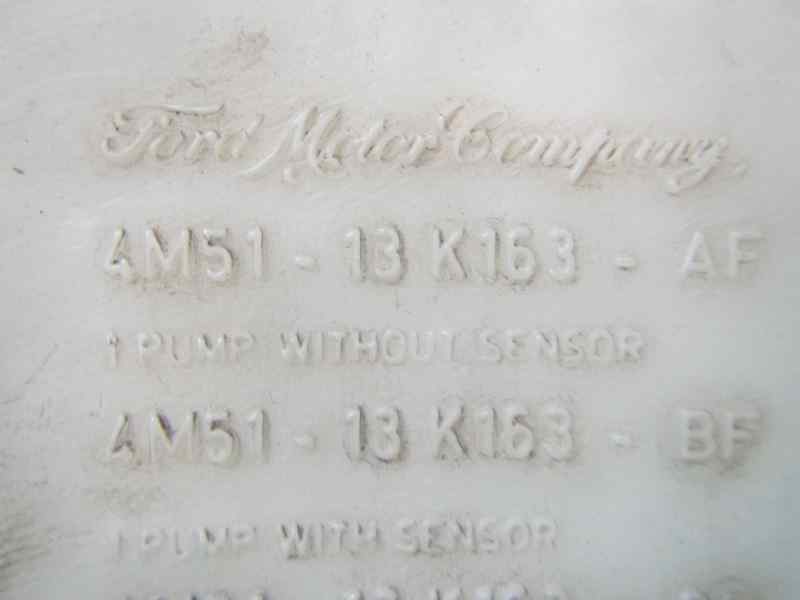 Ford Motor Company,
4M51 - 13 K163 - AF
1 PUMP WITHOUT SENSOR
4M51 - 13 K163 - BF
1 PUMP WITH SENSOR